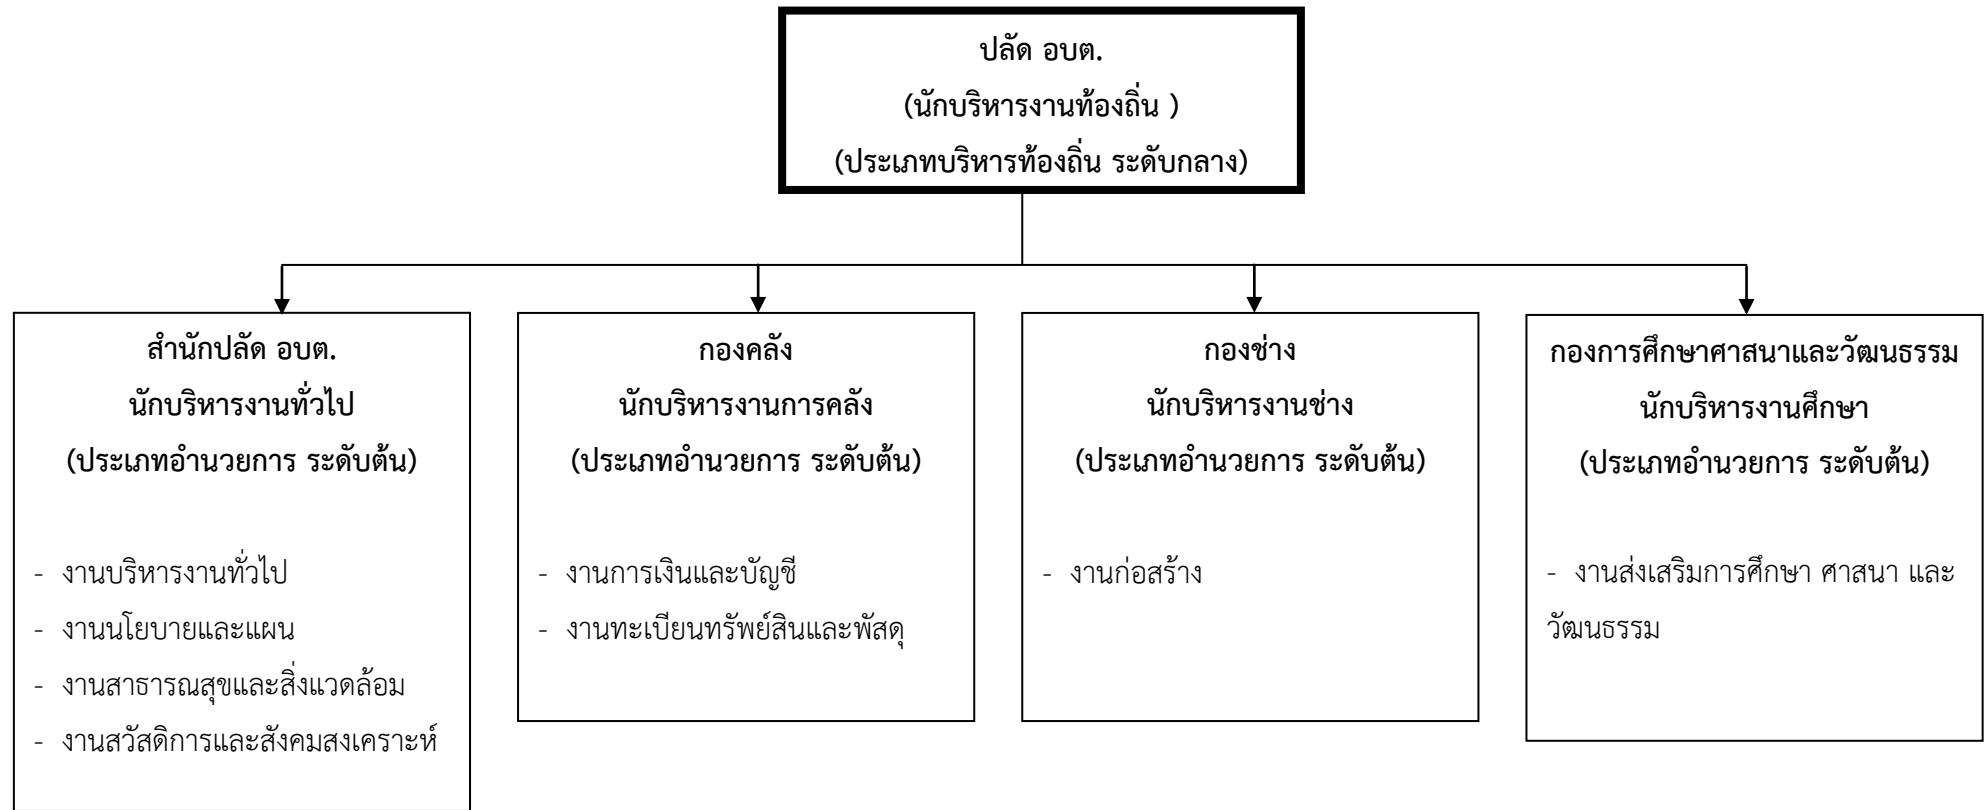 ปลัด อบต.
(นักบริหารงานท้องถิ่น )
(ประเภทบริหารท้องถิ่น ระดับกลาง)
สำนักปลัด อบต.
นักบริหารงานทั่วไป
(ประเภทอำนวยการ ระดับต้น)
- งานบริหารงานทั่วไป
- งานนโยบายและแผน
- งานสาธารณสุขและสิ่งแวดล้อม
- งานสวัสดิการและสังคมสงเคราะห์
กองคลัง
นักบริหารงานการคลัง
(ประเภทอำนวยการ ระดับต้น)
- งานการเงินและบัญชี
- งานทะเบียนทรัพย์สินและพัสดุ
กองช่าง
นักบริหารงานช่าง
(ประเภทอำนวยการ ระดับต้น)
- งานก่อสร้าง
กองการศึกษาศาสนาและวัฒนธรรม
นักบริหารงานศึกษา
(ประเภทอำนวยการ ระดับต้น)
- งานส่งเสริมการศึกษา ศาสนา และ
วัฒนธรรม